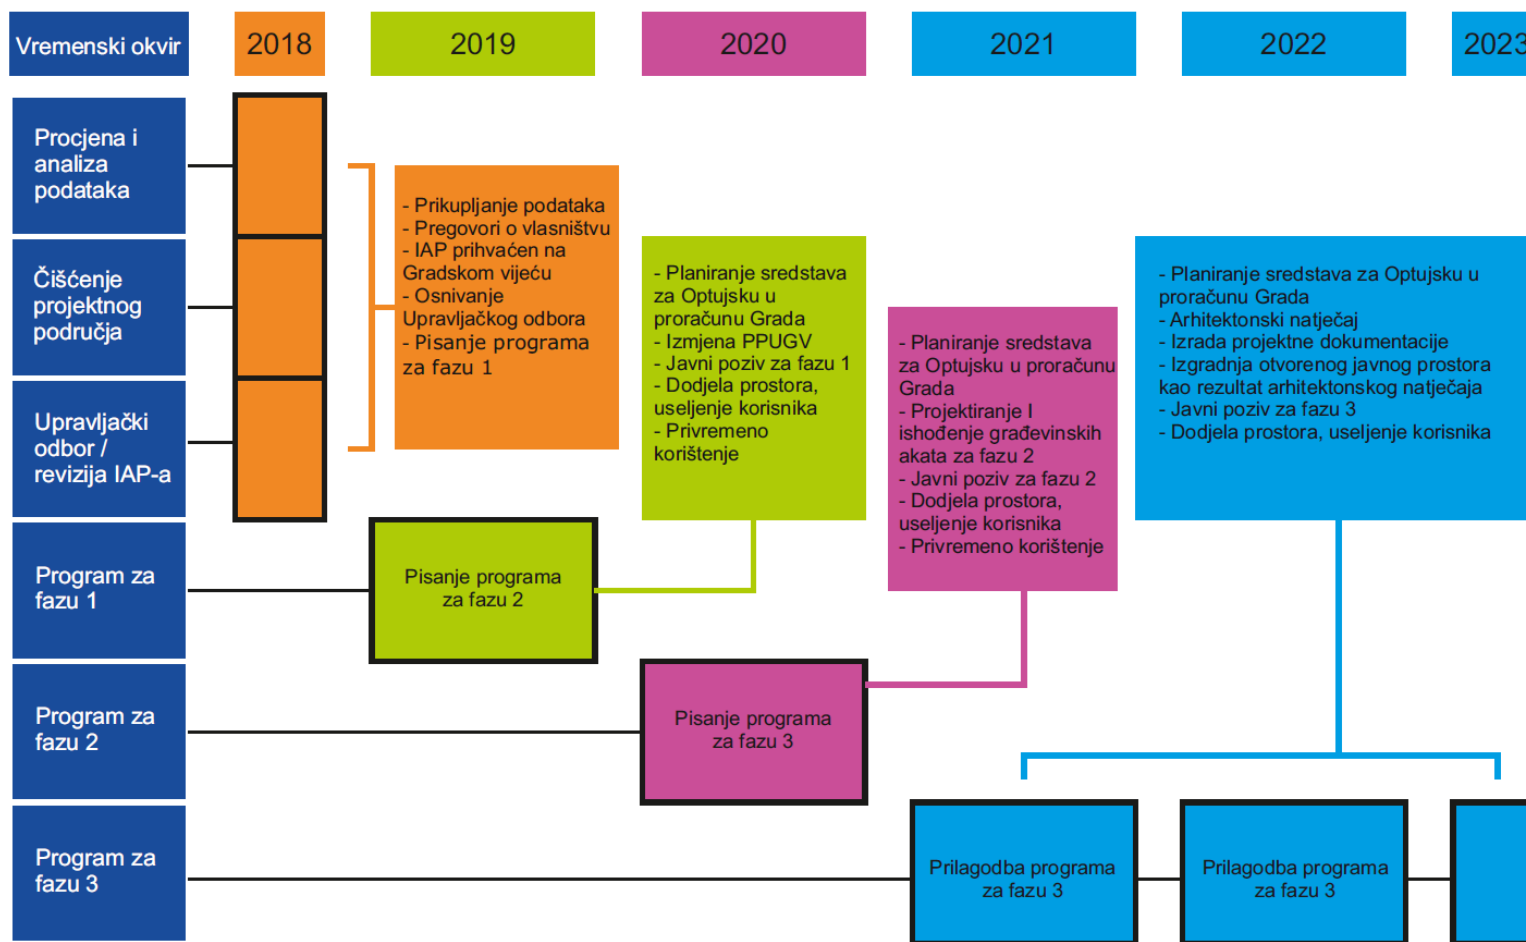 Vremenski okvir
2018
2019
2020
2021
2022
2023
Procjena i
analiza
podataka
Čišćenje
projektnog
područja
Upravljački
odbor /
revizija IAP-a
Program za
fazu 1
Program za
fazu 2
Program za
fazu 3
- Prikupljanje podataka
- Pregovori o vlasništvu
- IAP prihvaćen na
Gradskom vijeću
- Osnivanje
Upravljačkog odbora
- Pisanje programa
za fazu 1
- Planiranje sredstava
za Optujsku u
proračunu Grada
- Izmjena PPUGV
- Javni poziv za fazu 1
- Dodjela prostora,
useljenje korisnika
- Privremeno
korištenje
- Planiranje sredstava
za Optujsku u proračunu
Grada
- Projektiranje I
ishođenje građevinskih
akata za fazu 2
- Javni poziv za fazu 2
- Dodjela prostora,
useljenje korisnika
- Privremeno korištenje
- Planiranje sredstava za Optujsku u
proračunu Grada
- Arhitektonski natječaj
- Izrada projektne dokumentacije
- Izgradnja otvorenog javnog prostora
kao rezultat arhitektonskog natječaja
- Javni poziv za fazu 3
- Dodjela prostora, useljenje korisnika
Pisanje programa
za fazu 2
Pisanje programa
za fazu 3
Prilagodba programa
za fazu 3
Prilagodba programa
za fazu 3